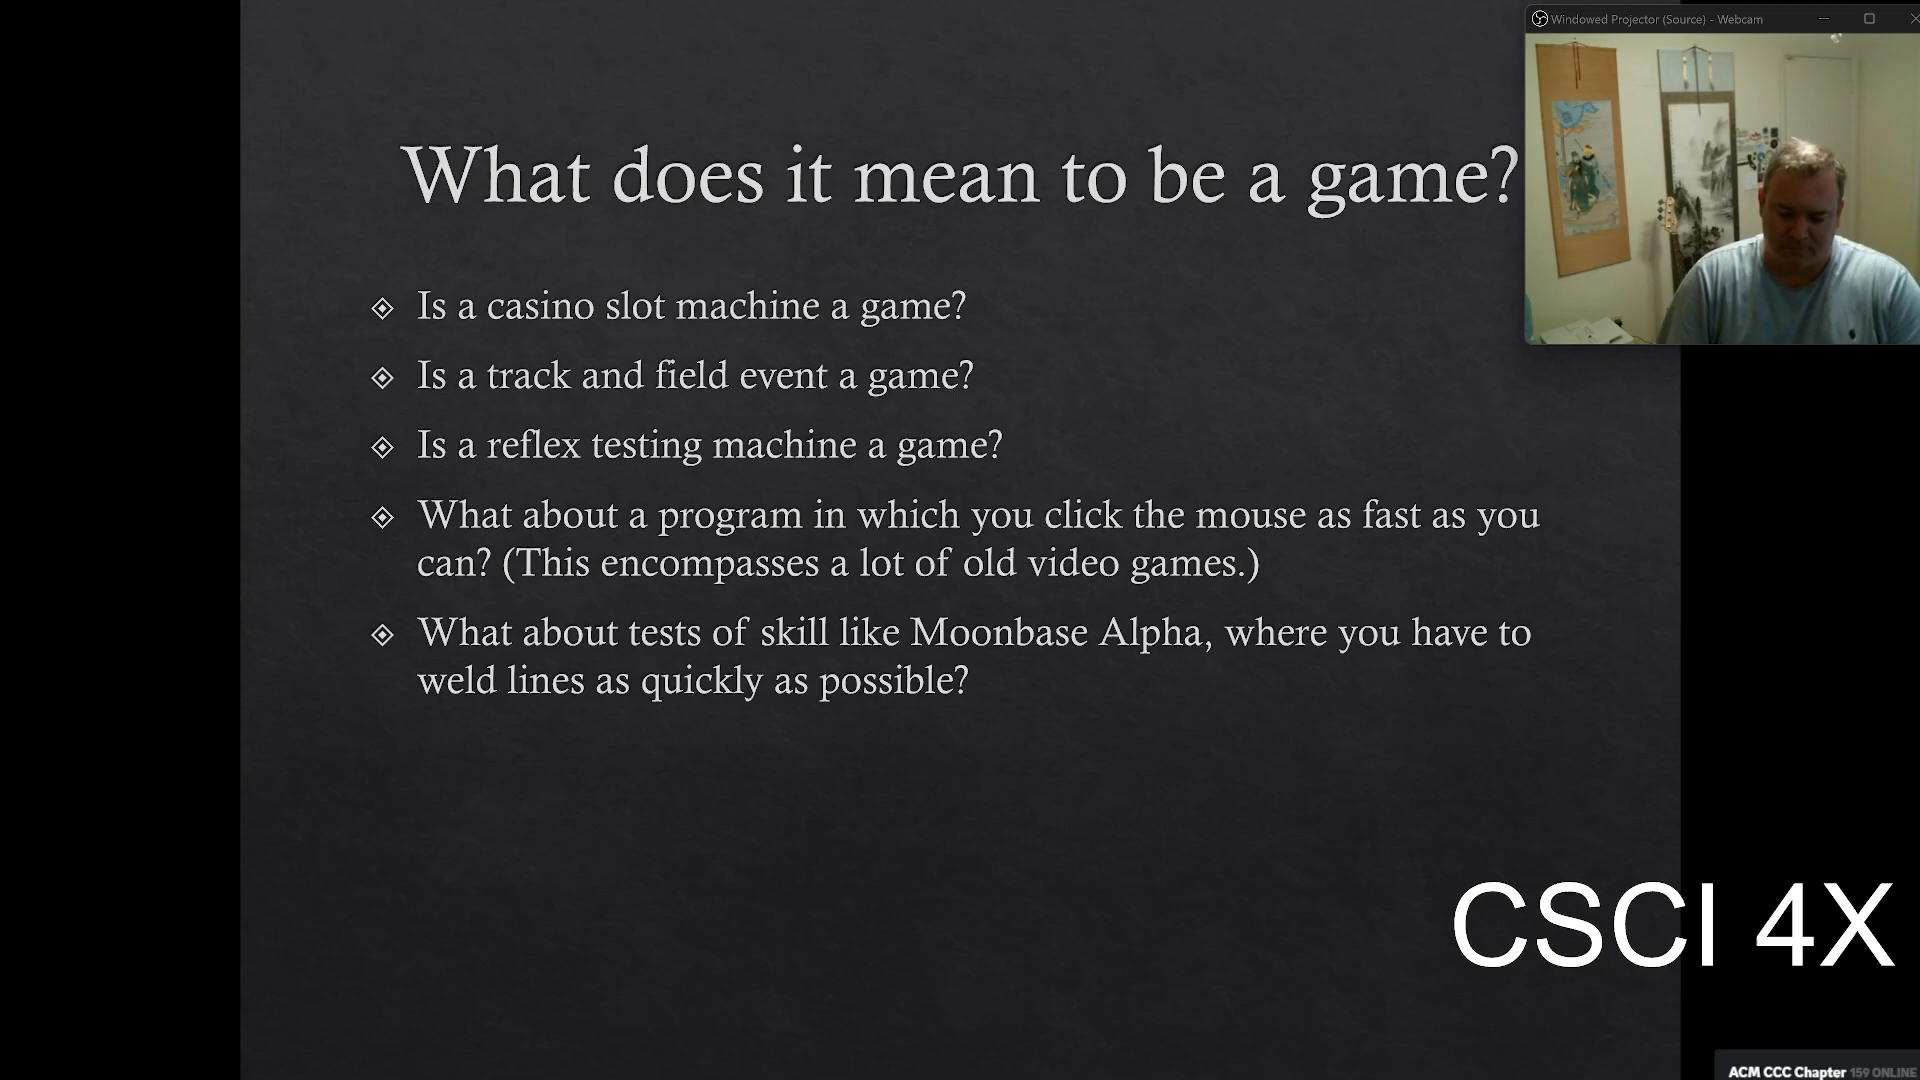 Windowed Projector (Source) - Webcam
What does it mean to be a game?
Is a casino slot machine a game?
Is a track and field event a game?
Is a reflex testing machine a game?
What about a program in which you click the mouse as fast as you
can? (This encompasses a lot of old video games.)
What about tests of skill like Moonbase Alpha, where you have to
weld lines as quickly as possible?
CSCI 4X
ACM CCC Chapter 159 ONLINE